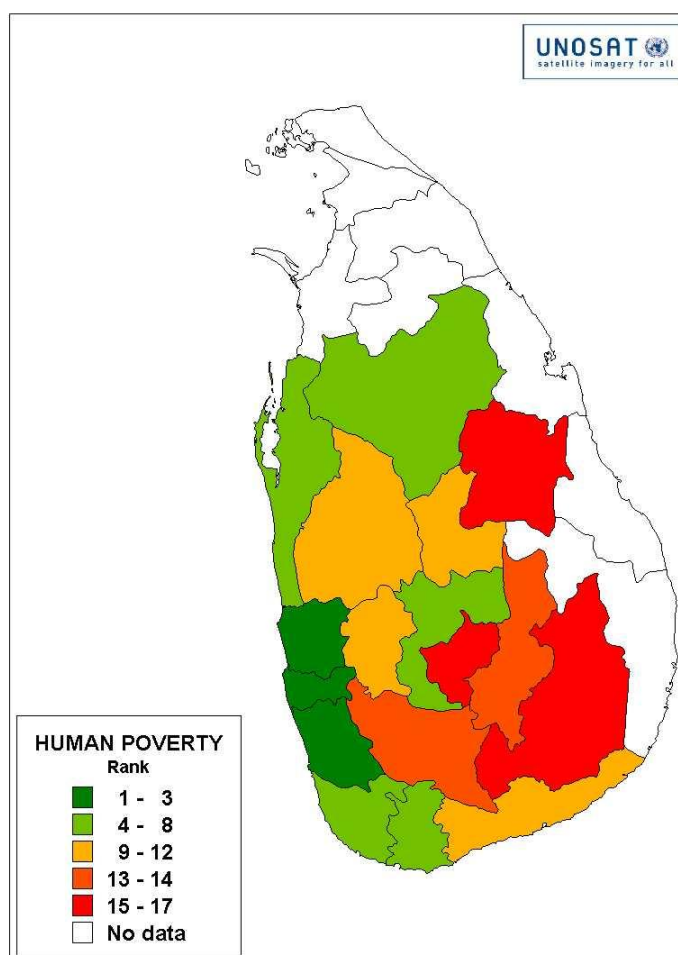 UNOSAT
satellite imagery for all
HUMAN POVERTY
Rank
1 - 3
4 - 8
9 - 12
13 - 14
15 - 17
No data